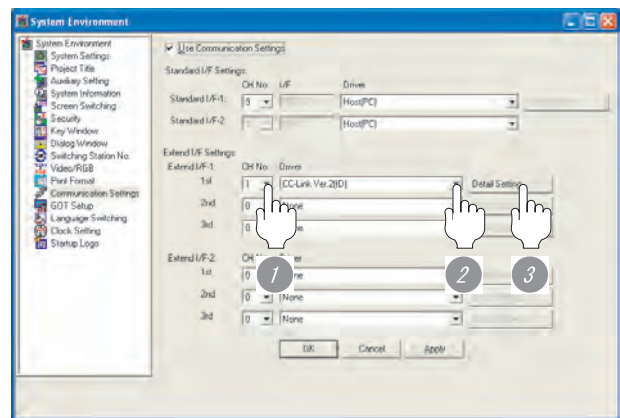 System Environment
System Environment
System Settings
Project Title
Auxiliary Setting
System Information
Screen Switching
Security
Key Window
Dialog Window
Switching Station No.
Video/RGB
Print Format
Communication Settings
GOT Setup
Language Switching
Clock Setting
Startup Logo
Use Communication Settings
Standard I/F Settings:
CH No. I/F Driver
Standard I/F-1: 9 Host(PC)
Standard I/F-2: Host(PC)
Extend I/F Settings:
Extend I/F-1: CH No. Driver
1st 1 CC-Link Ver.2(ID) Detail Setting
2nd 0 None
3rd 0
Extend I/F-2: CH No. Driver
1st 0 None
2nd 0 None
3rd 0 None
1 2 3
OK Cancel Apply